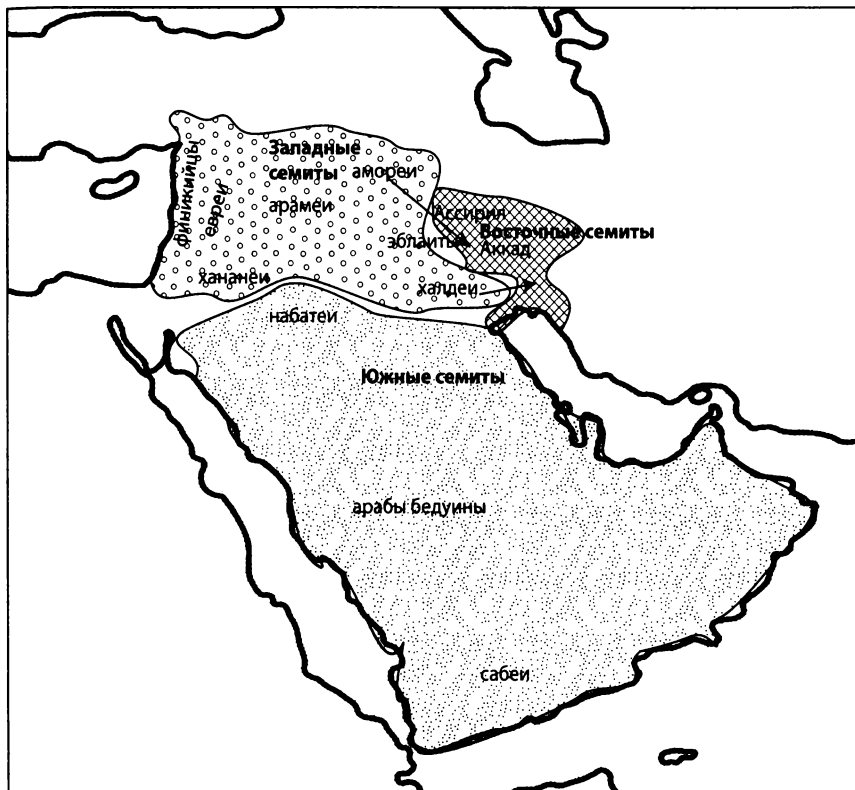 Западные
семиты
амореи
финикийцы
евреи
арамеи
Ассирия
Восточные семиты
эблаиты
Аккад
хананеи
халдеи
набатеи
Южные семиты
арабы бедуины
сабеи